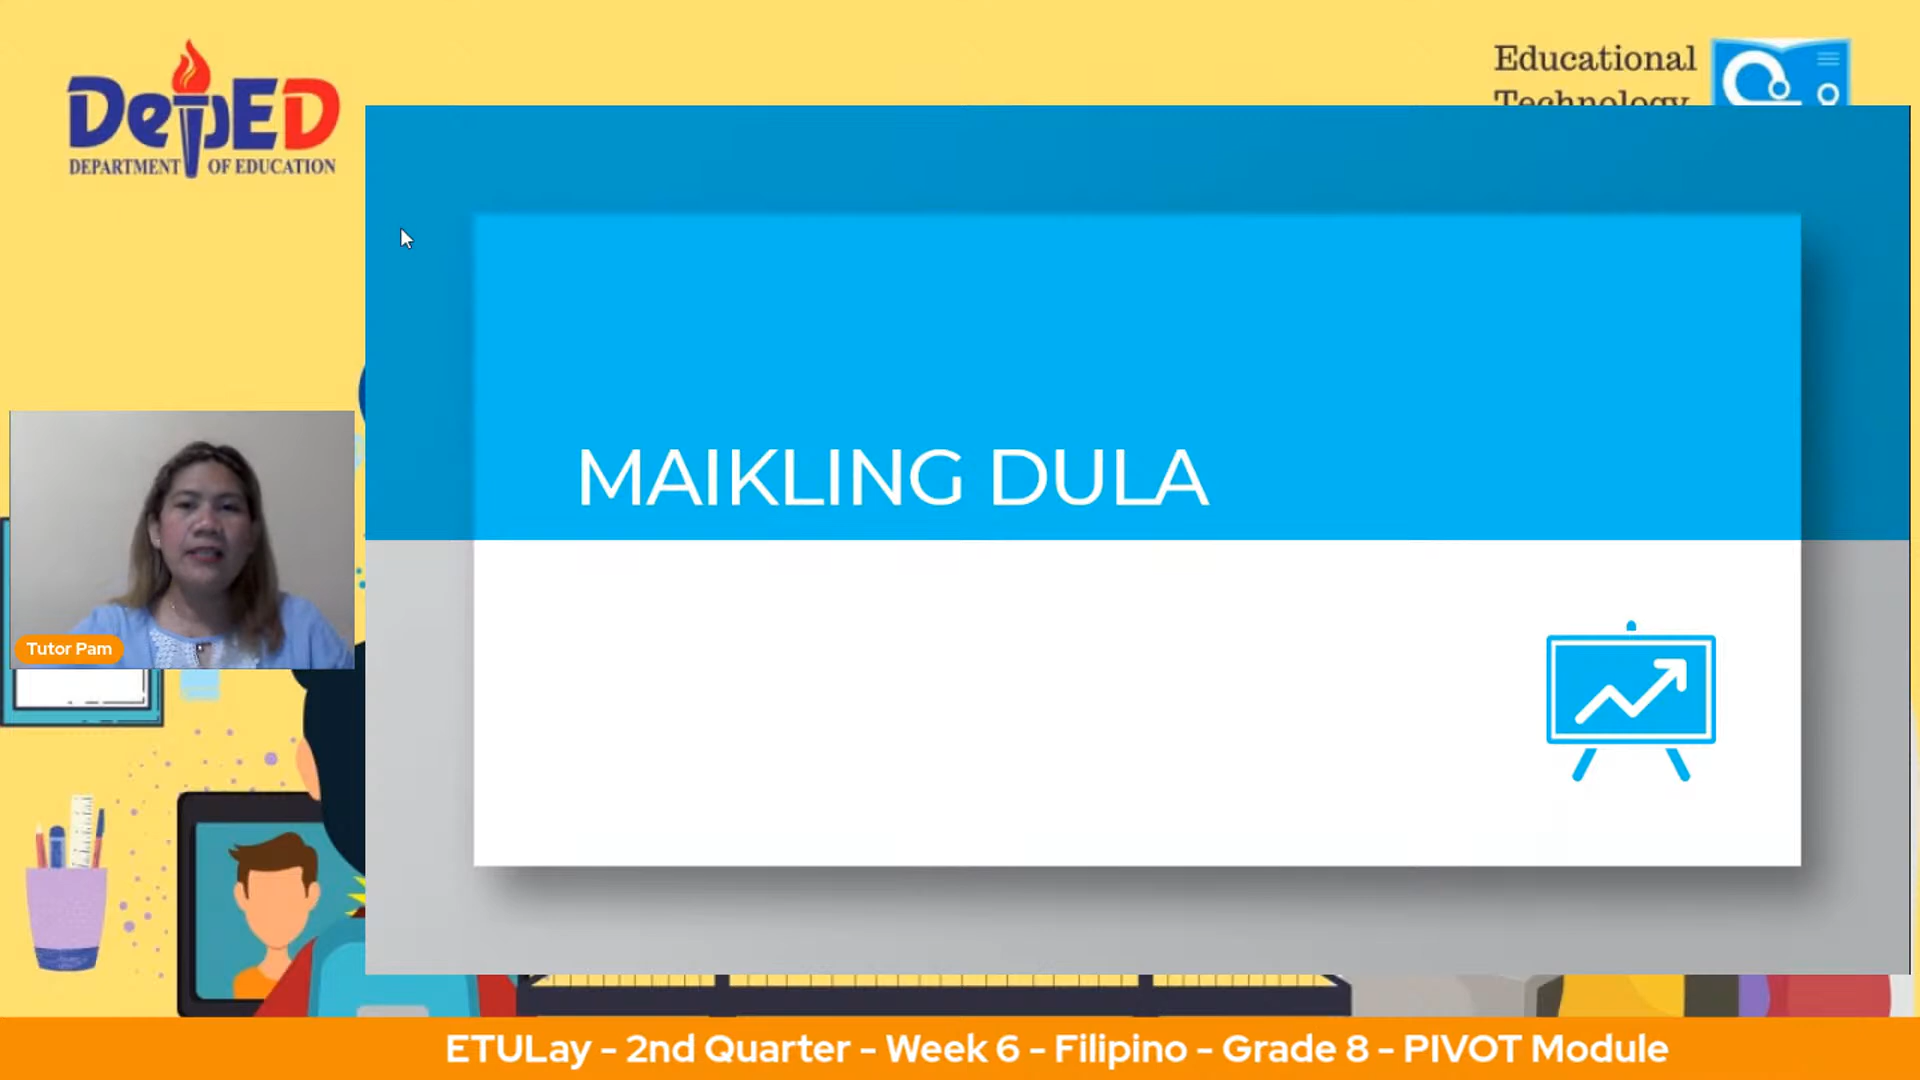 DepED
DEPARTMENT OF EDUCATION
Educational
Technology
MAIKLING DULA
Tutor Pam
ETULay - 2nd Quarter - Week 6 - Filipino - Grade 8 - PIVOT Module